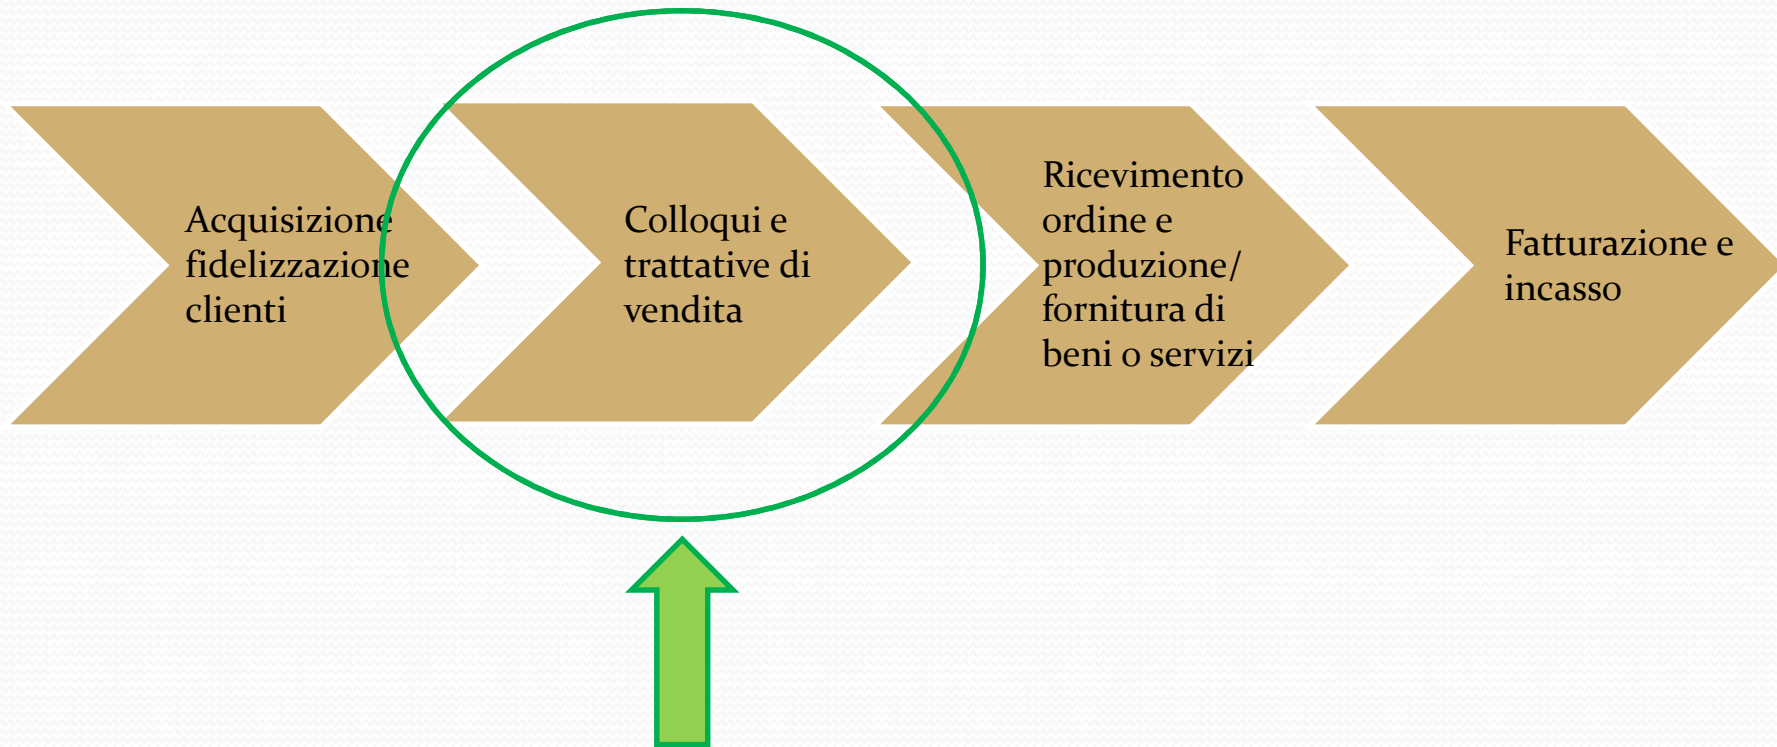 Acquisizione
fidelizzazione
clienti
Colloqui e
trattative di
vendita
Ricevimento
ordine e
produzione/
fornitura di
beni o servizi
Fatturazione e
incasso